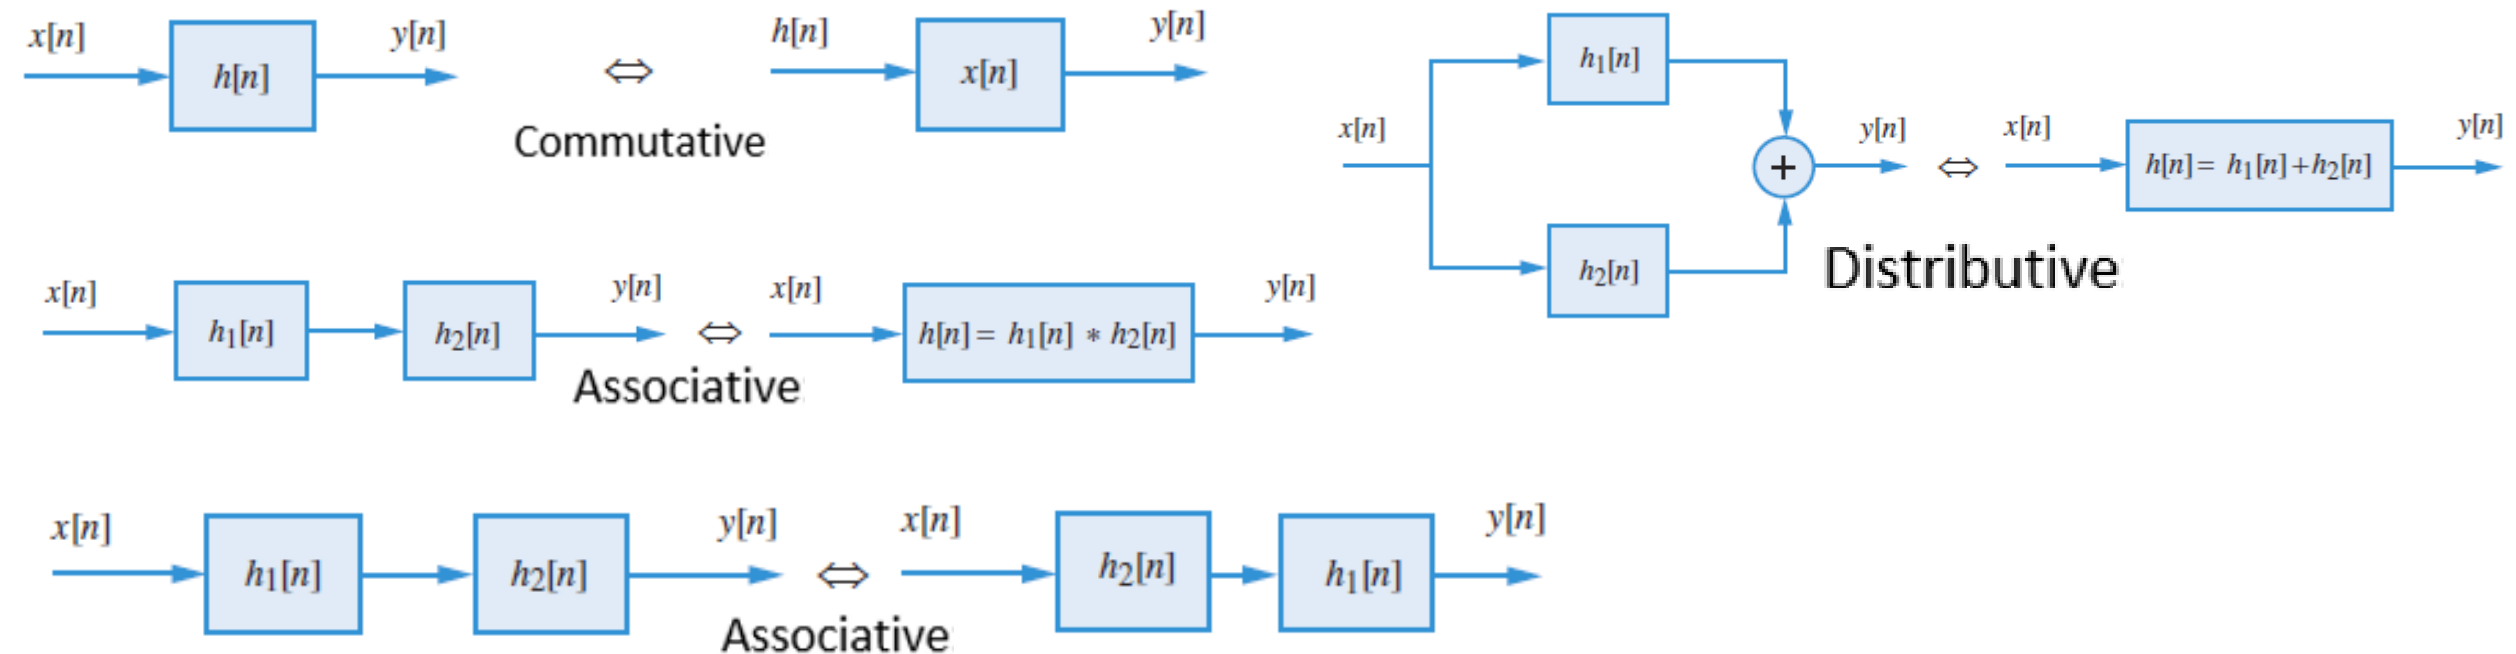 x[n] h[n] y[n] ⇔ h[n] x[n] y[n]
Commutative
x[n] h1[n] h2[n] + y[n] ⇔ x[n] h[n] = h1[n]+h2[n] y[n]
Distributive
x[n] h1[n] h2[n] y[n] ⇔ x[n] h[n] = h1[n] * h2[n] y[n]
Associative
x[n] h1[n] h2[n] y[n] ⇔ x[n] h2[n] h1[n] y[n]
Associative